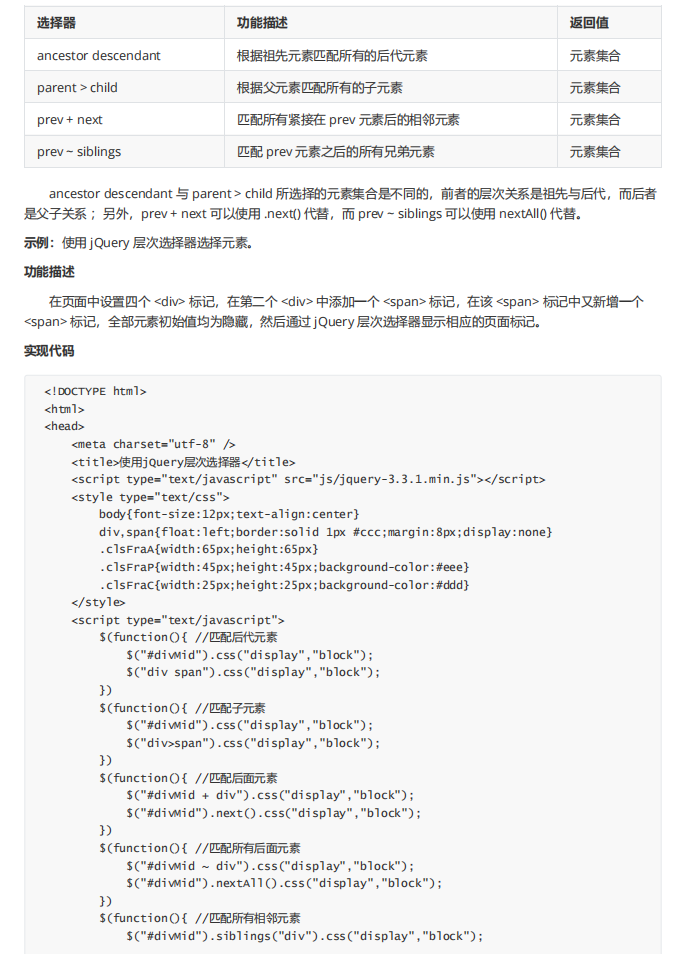 选择器 功能描述 返回值
ancestor descendant 根据祖先元素匹配所有的后代元素 元素集合
parent > child 根据父元素匹配所有的子元素 元素集合
prev + next 匹配所有紧接在 prev 元素后的相邻元素 元素集合
prev ~ siblings 匹配 prev 元素之后的所有兄弟元素 元素集合
ancestor descendant 与 parent > child 所选择的元素集合是不同的，前者的层次关系是祖先与后代，而后者
是父子关系 ；另外，prev + next 可以使用 .next() 代替，而 prev ~ siblings 可以使用 nextAll() 代替。
示例：使用 jQuery 层次选择器选择元素。
功能描述
在页面中设置四个 <div> 标记，在第二个 <div> 中添加一个 <span> 标记，在该 <span> 标记中又新增一个
<span> 标记，全部元素初始值均为隐藏，然后通过 jQuery 层次选择器显示相应的页面标记。
实现代码
<!DOCTYPE html>
<html>
<head>
    <meta charset="utf-8" />
    <title>使用jQuery层次选择器</title>
    <script type="text/javascript" src="js/jquery-3.3.1.min.js"></script>
    <style type="text/css">
        body{font-size:12px;text-align:center}
        div,span{float:left;border:solid 1px #ccc;margin:8px;display:none}
        .clsFraA{width:65px;height:65px}
        .clsFraP{width:45px;height:45px;background-color:#eee}
        .clsFraC{width:25px;height:25px;background-color:#ddd}
    </style>
    <script type="text/javascript">
        $(function(){ //匹配后代元素
            $("#divMid").css("display","block");
            $("div span").css("display","block");
        })
        $(function(){ //匹配子元素
            $("#divMid").css("display","block");
            $("div>span").css("display","block");
        })
        $(function(){ //匹配后面元素
            $("#divMid + div").css("display","block");
            $("#divMid").next().css("display","block");
        })
        $(function(){ //匹配所有后面元素
            $("#divMid ~ div").css("display","block");
            $("#divMid").nextAll().css("display","block");
        })
        $(function(){ //匹配所有相邻元素
            $("#divMid").siblings("div").css("display","block");